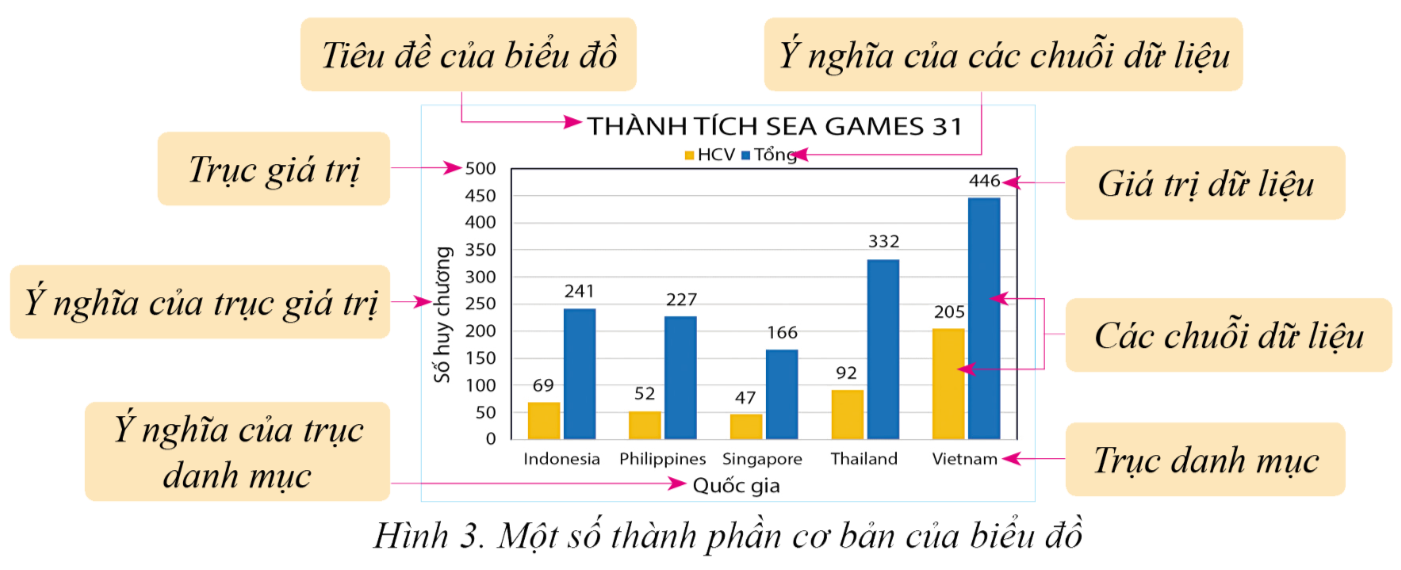 Tiêu đề của biểu đồ
Ý nghĩa của các chuỗi dữ liệu
THÀNH TÍCH SEA GAMES 31
HCV Tổng
Trục giá trị
Giá trị dữ liệu
Ý nghĩa của trục giá trị
Số huy chương
500
450
400
350
300
250
200
150
100
50
0
69 241
52 227
47 166
92 332
205 446
Các chuỗi dữ liệu
Indonesia Philippines Singapore Thailand Vietnam
Quốc gia
Ý nghĩa của trục
danh mục
Trục danh mục
Hình 3. Một số thành phần cơ bản của biểu đồ